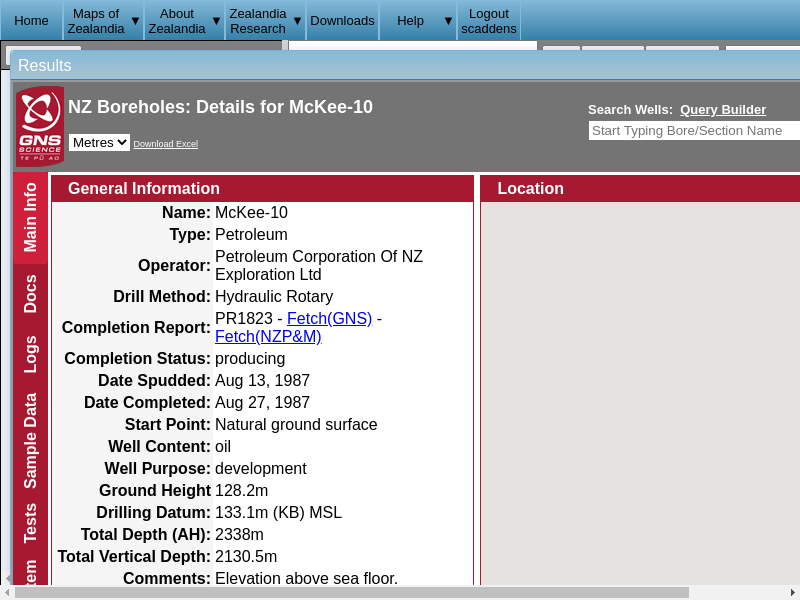 Home
Maps of Zealandia ▼
About Zealandia ▼
Zealandia Research ▼
Downloads
Help ▼
Logout scaddens
Results
GNS
SCIENCE
TE PŪ AO
NZ Boreholes: Details for McKee-10
Metres
Download Excel
Search Wells: Query Builder
Start Typing Bore/Section Name
Main Info
Docs
Logs
Sample Data
Tests
General Information
Name: McKee-10
Type: Petroleum
Operator: Petroleum Corporation Of NZ
Exploration Ltd
Drill Method: Hydraulic Rotary
Completion Report: PR1823 - Fetch(GNS) -
Fetch(NZP&M)
Completion Status: producing
Date Spudded: Aug 13, 1987
Date Completed: Aug 27, 1987
Start Point: Natural ground surface
Well Content: oil
Well Purpose: development
Ground Height 128.2m
Drilling Datum: 133.1m (KB) MSL
Total Depth (AH): 2338m
Total Vertical Depth: 2130.5m
Comments: Elevation above sea floor.
Location